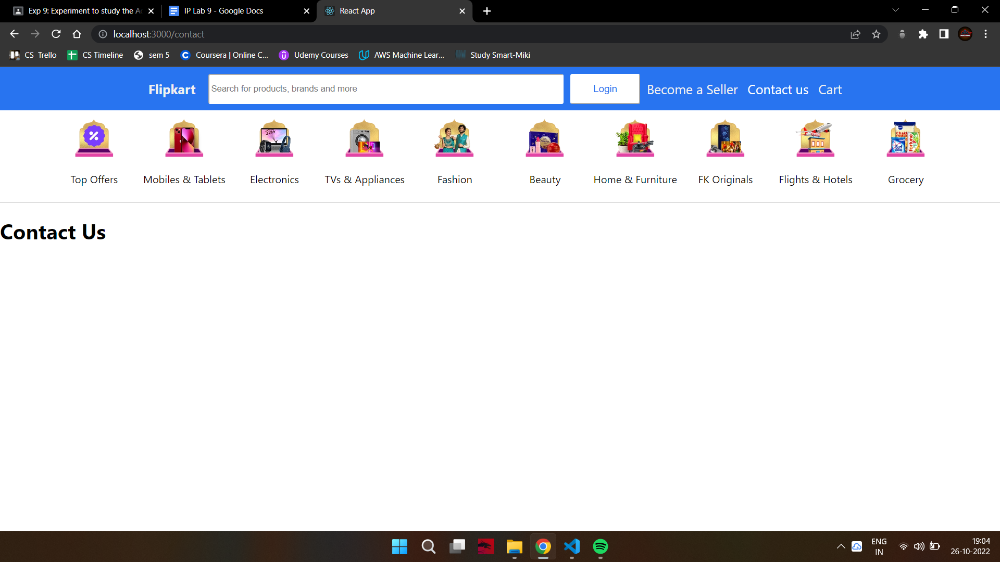 Exp 9: Experiment to study the Ac
IP Lab 9 - Google Docs
React App
localhost:3000/contact
CS Trello
CS Timeline
sem 5
Coursera | Online C...
Udemy Courses
AWS Machine Lear...
Study Smart-Miki
Flipkart
Search for products, brands and more
Login
Become a Seller
Contact us
Cart
Top Offers
Mobiles & Tablets
Electronics
TVs & Appliances
Fashion
Beauty
Home & Furniture
FK Originals
Flights & Hotels
Grocery
Contact Us
ENG
IN
19:04
26-10-2022